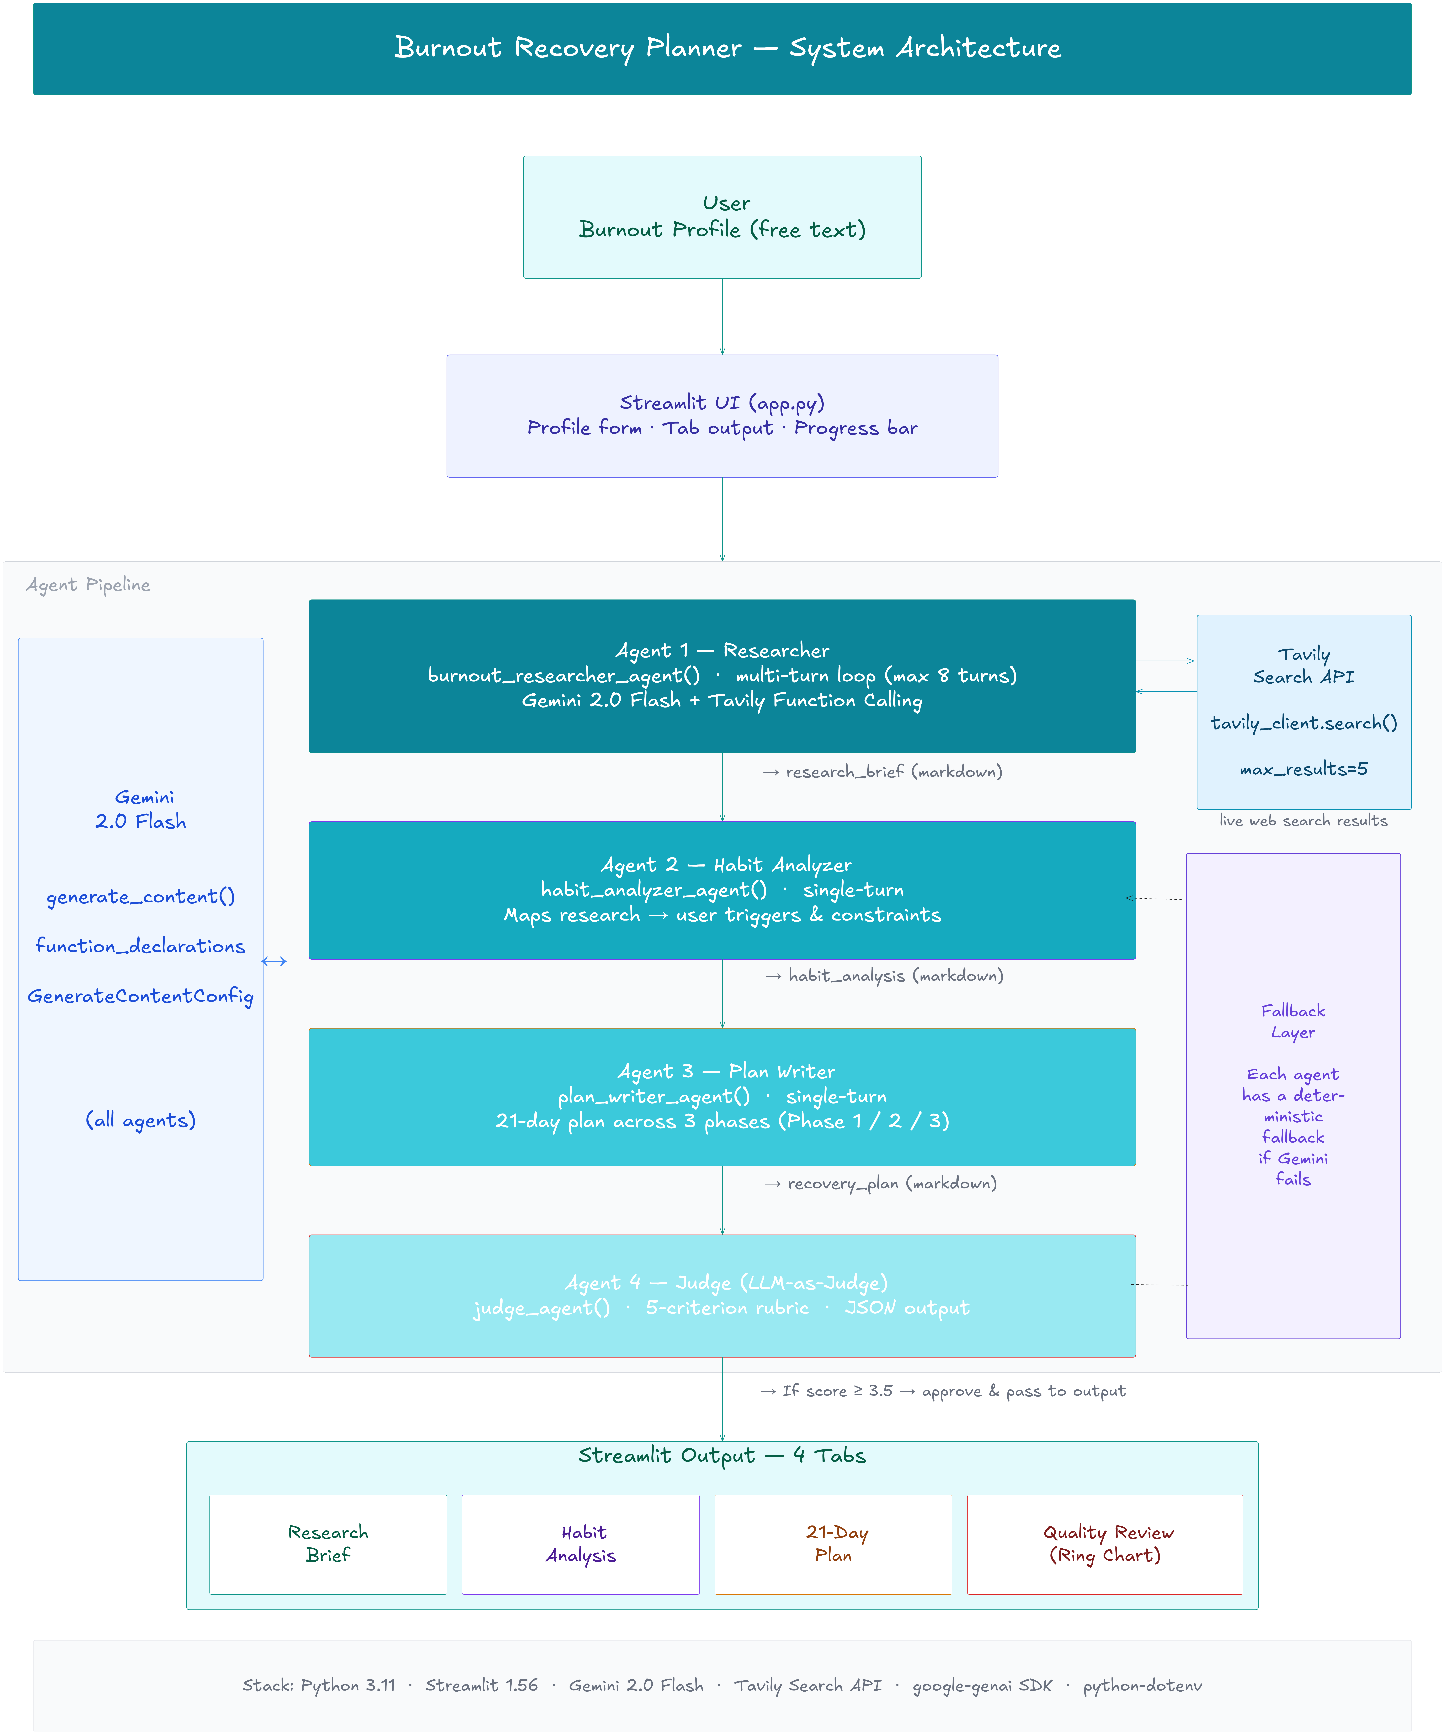 Burnout Recovery Planner — System Architecture
User
Burnout Profile (free text)
Streamlit UI (app.py)
Profile form · Tab output · Progress bar
Agent Pipeline
Agent 1 — Researcher
burnout_researcher_agent() · multi-turn loop (max 8 turns)
Gemini 2.0 Flash + Tavily Function Calling
Tavily
Search API
tavily_client.search()
max_results=5
live web search results
→ research_brief (markdown)
Gemini
2.0 Flash
generate_content()
function_declarations
GenerateContentConfig
(all agents)
↔
Agent 2 — Habit Analyzer
habit_analyzer_agent() · single-turn
Maps research → user triggers & constraints
→ habit_analysis (markdown)
Agent 3 — Plan Writer
plan_writer_agent() · single-turn
21-day plan across 3 phases (Phase 1 / 2 / 3)
→ recovery_plan (markdown)
Fallback
Layer
Each agent
has a deter-
ministic
fallback
if Gemini
fails
Agent 4 — Judge (LLM-as-Judge)
judge_agent() · 5-criterion rubric · JSON output
→ If score ≥ 3.5 → approve & pass to output
Streamlit Output — 4 Tabs
Research
Brief
Habit
Analysis
21-Day
Plan
Quality Review
(Ring Chart)
Stack: Python 3.11 · Streamlit 1.56 · Gemini 2.0 Flash · Tavily Search API · google-genai SDK · python-dotenv